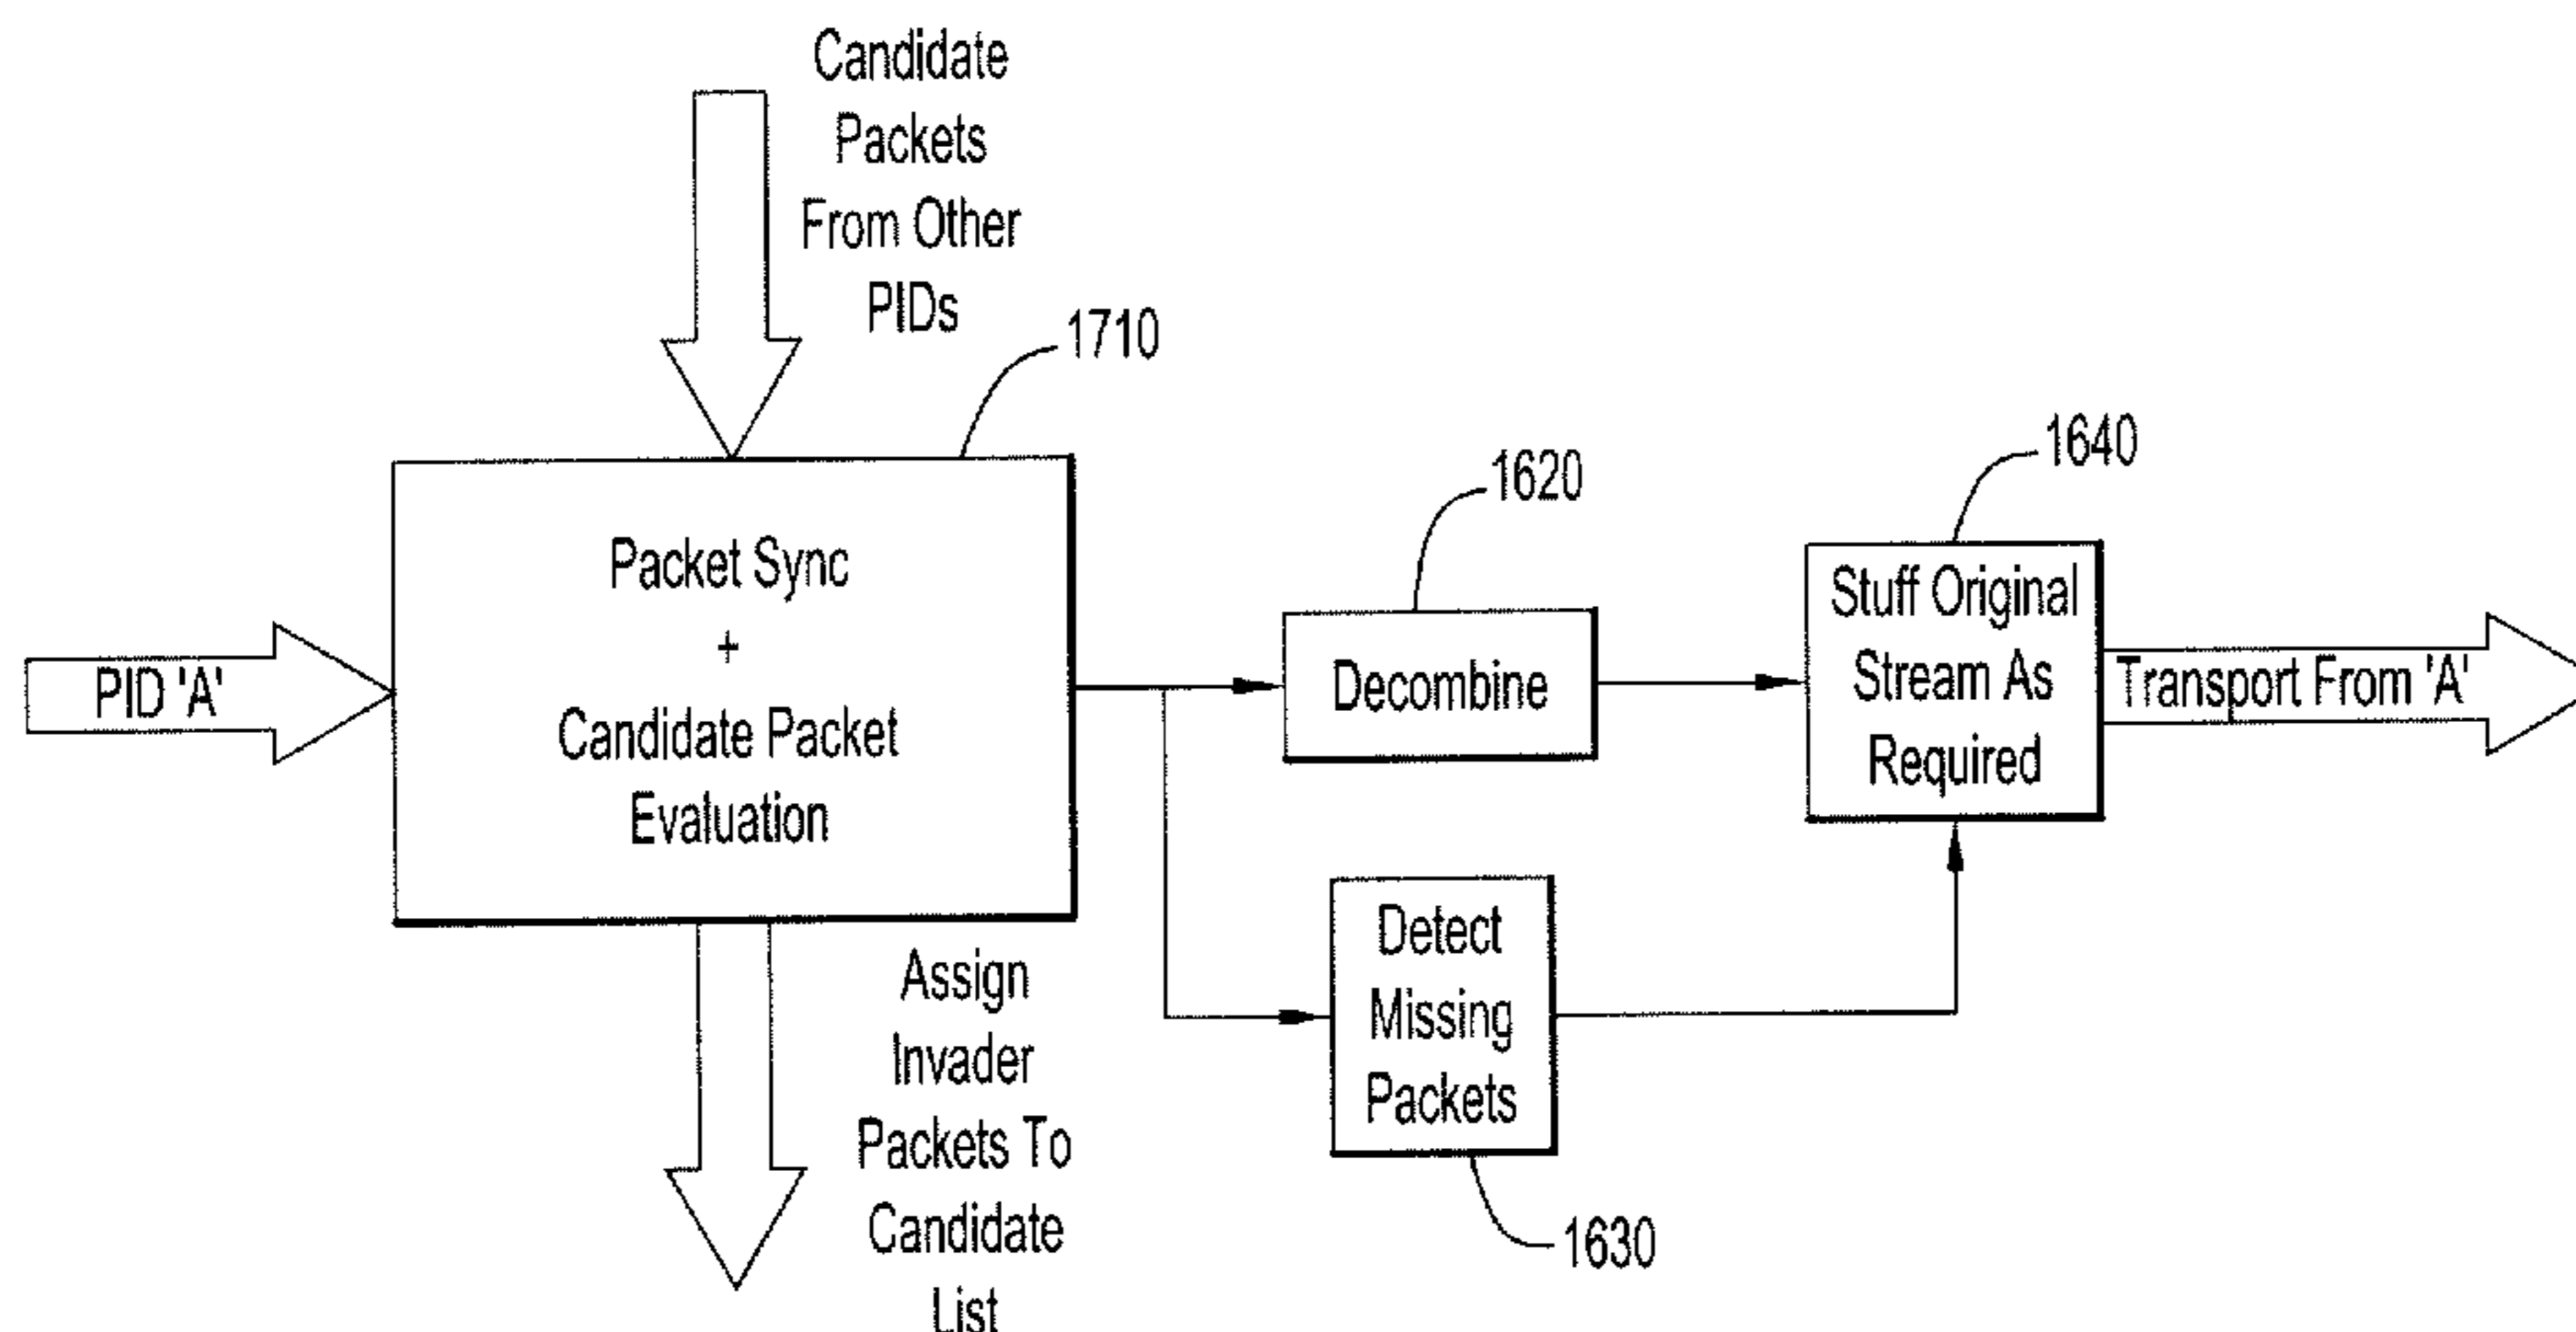 Candidate
Packets
From Other
PIDs
1710
PID 'A'
Packet Sync
+
Candidate Packet
Evaluation
Assign
Invader
Packets To
Candidate
List
1620
Decombine
Detect
Missing
Packets
1630
1640
Stuff Original
Stream As
Required
Transport From 'A'